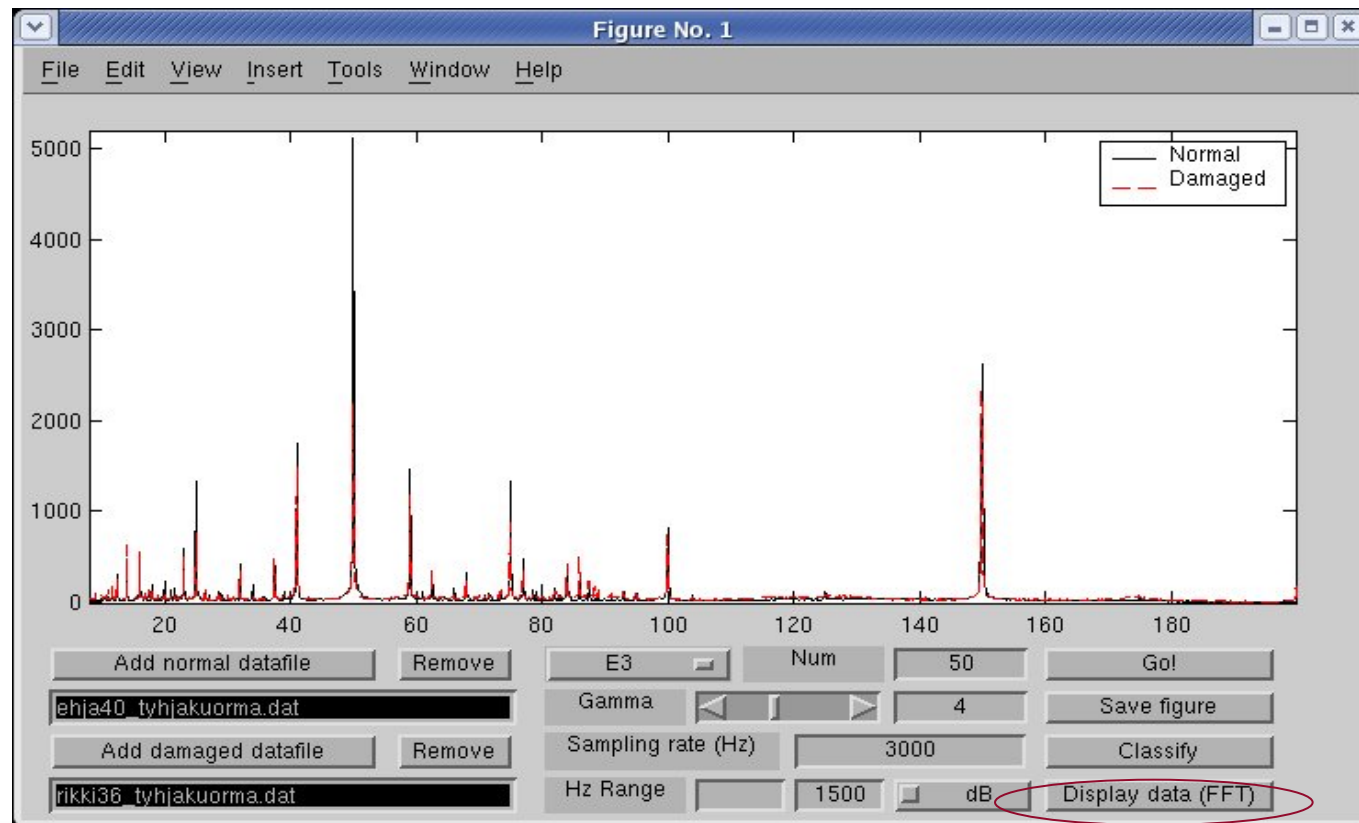 Figure No. 1
File Edit View Insert Tools Window Help
Normal
Damaged
5000
4000
3000
2000
1000
0
20 40 60 80 100 120 140 160 180
Add normal datafile Remove E3 Num 50 Go!
ehja40_tyhjakuorma.dat Gamma 4 Save figure
Add damaged datafile Remove Sampling rate (Hz) 3000 Classify
rikki36_tyhjakuorma.dat Hz Range 1500 dB Display data (FFT)